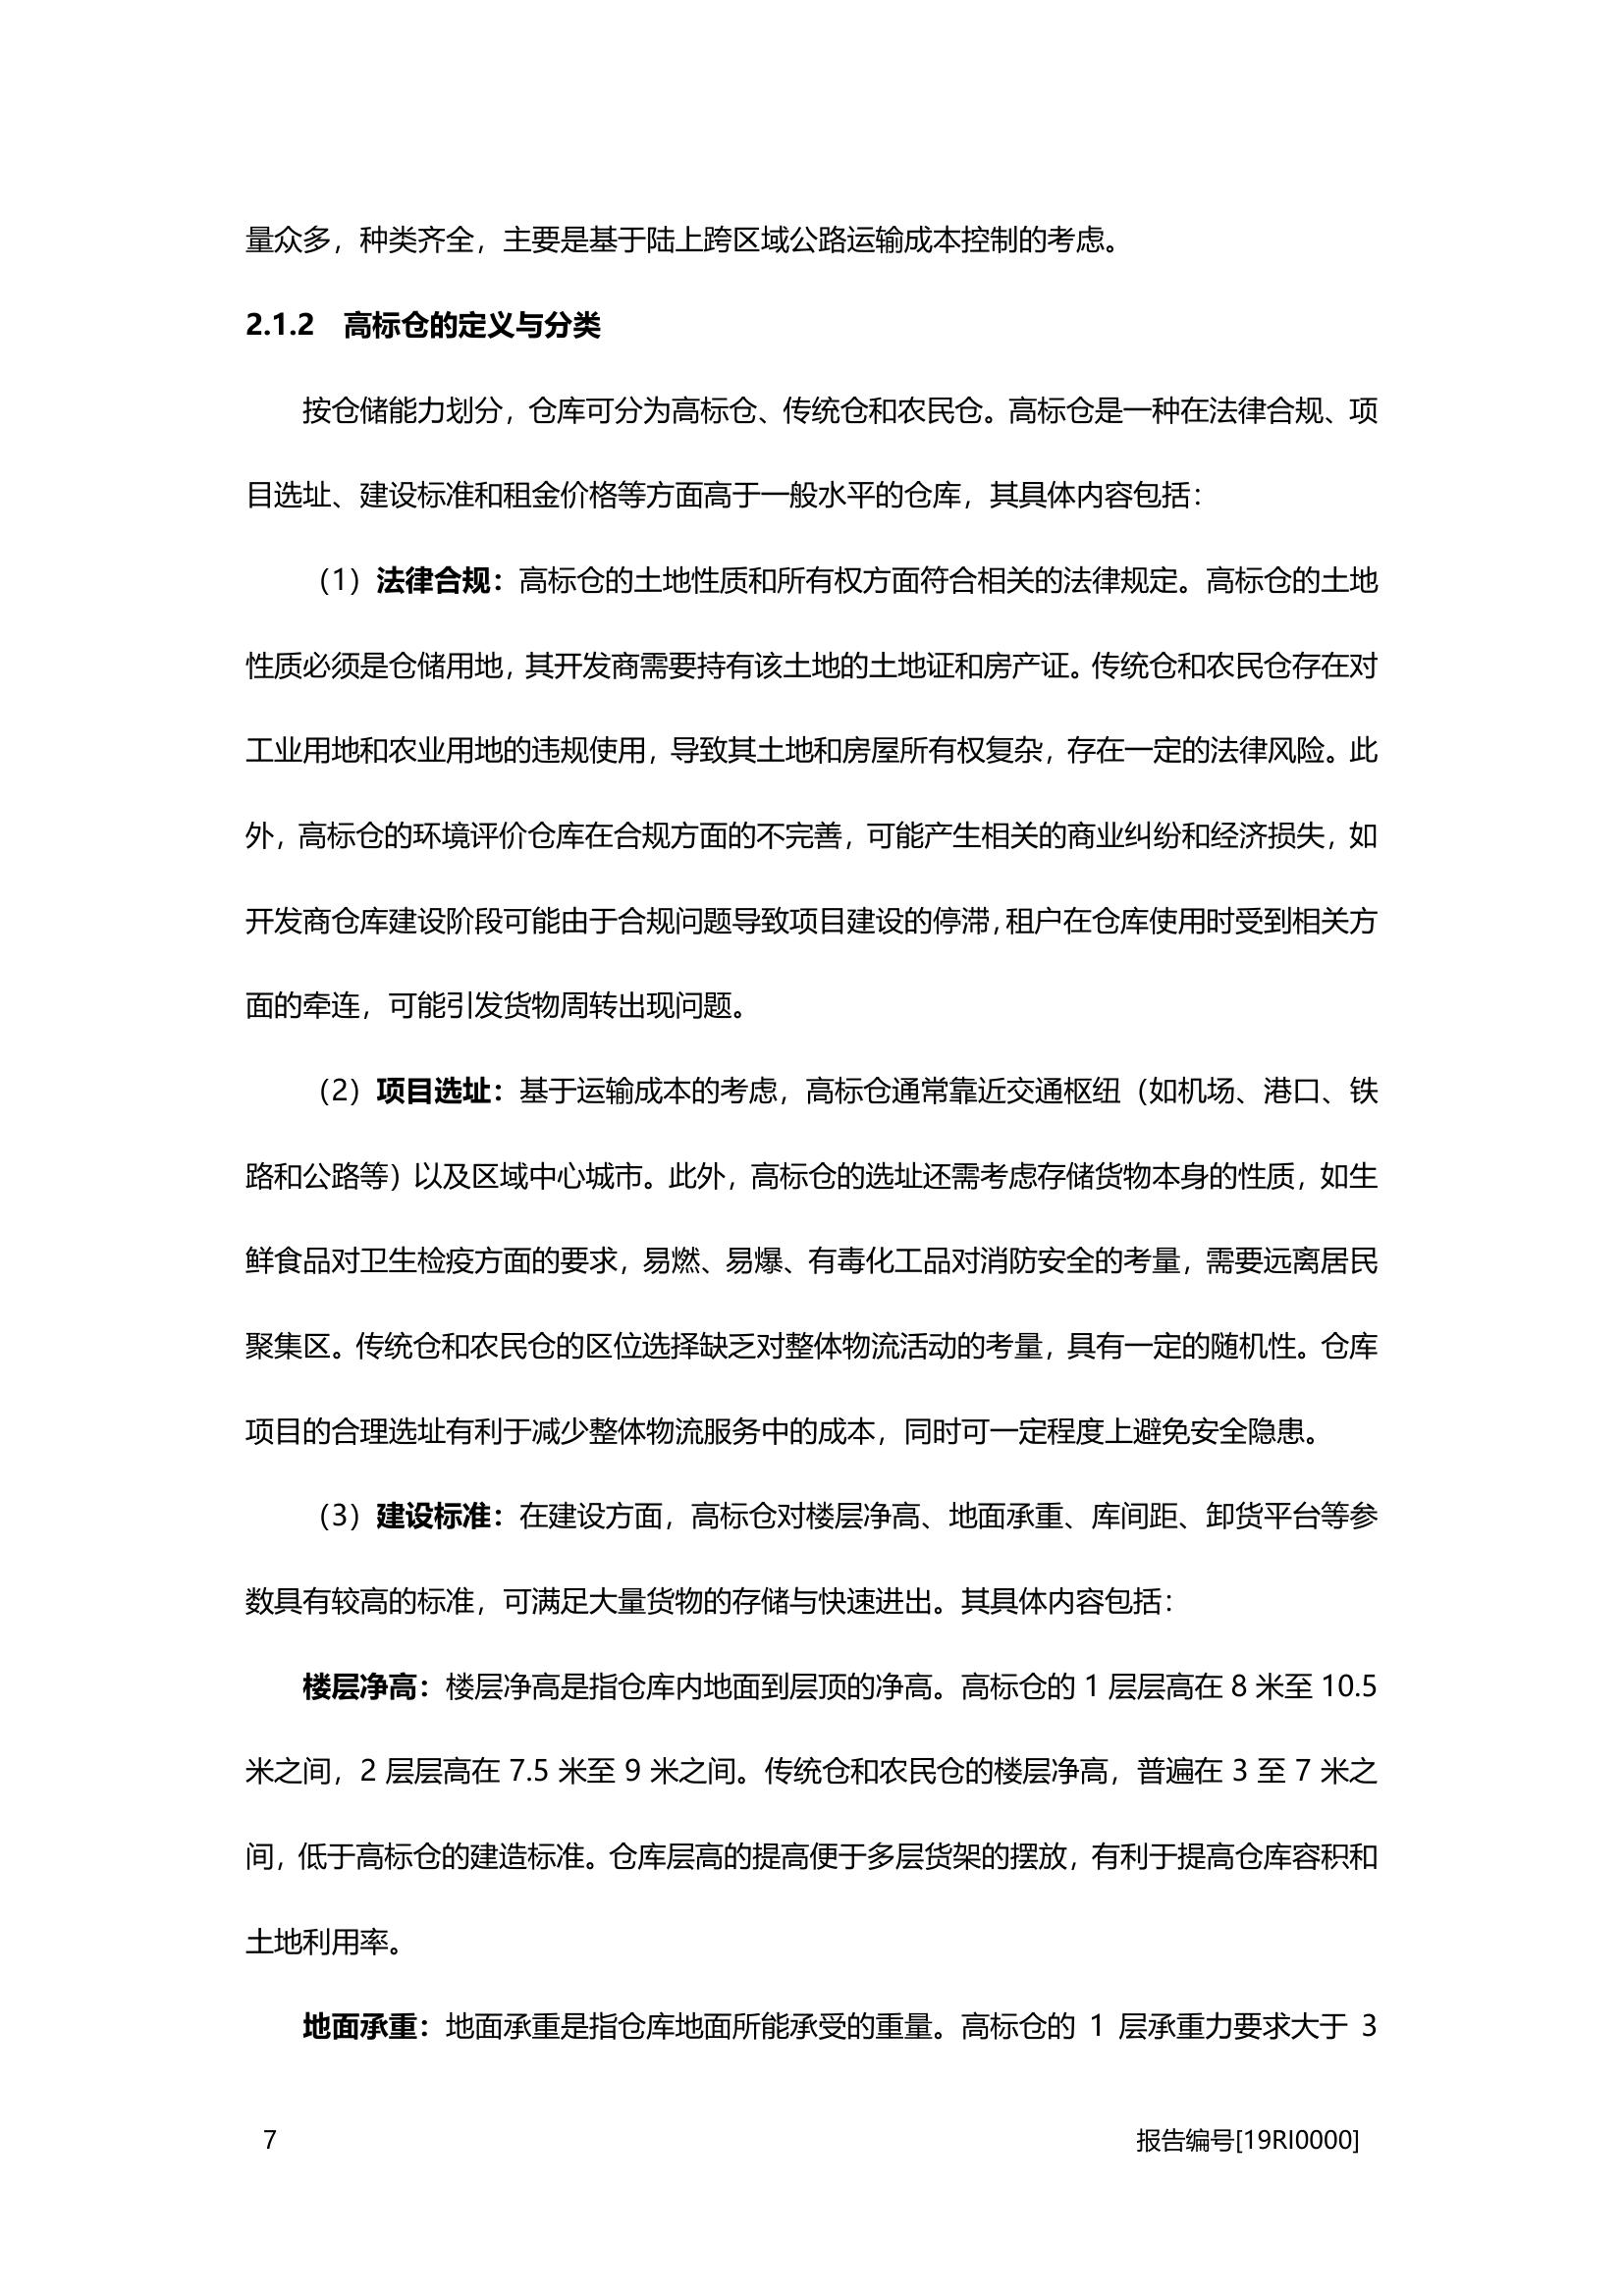 量众多，种类齐全，主要是基于陆上跨区域公路运输成本控制的考虑。
2.1.2 高标仓的定义与分类
按仓储能力划分，仓库可分为高标仓、传统仓和农民仓。高标仓是一种在法律合规、项
目选址、建设标准和租金价格等方面高于一般水平的仓库，其具体内容包括：
（1）法律合规：高标仓的土地性质和所有权方面符合相关的法律规定。高标仓的土地
性质必须是仓储用地，其开发商需要持有该土地的土地证和房产证。传统仓和农民仓存在对
工业用地和农业用地的违规使用，导致其土地和房屋所有权复杂，存在一定的法律风险。此
外，高标仓的环境评价仓库在合规方面的不完善，可能产生相关的商业纠纷和经济损失，如
开发商仓库建设阶段可能由于合规问题导致项目建设的停滞，租户在仓库使用时受到相关方
面的牵连，可能引发货物周转出现问题。
（2）项目选址：基于运输成本的考虑，高标仓通常靠近交通枢纽（如机场、港口、铁
路和公路等）以及区域中心城市。此外，高标仓的选址还需考虑存储货物本身的性质，如生
鲜食品对卫生检疫方面的要求，易燃、易爆、有毒化工品对消防安全的考量，需要远离居民
聚集区。传统仓和农民仓的区位选择缺乏对整体物流活动的考量，具有一定的随机性。仓库
项目的合理选址有利于减少整体物流服务中的成本，同时可一定程度上避免安全隐患。
（3）建设标准：在建设方面，高标仓对楼层净高、地面承重、库间距、卸货平台等参
数具有较高的标准，可满足大量货物的存储与快速进出。其具体内容包括：
楼层净高：楼层净高是指仓库内地面到层顶的净高。高标仓的 1 层层高在 8 米至 10.5
米之间，2 层层高在 7.5 米至 9 米之间。传统仓和农民仓的楼层净高，普遍在 3 至 7 米之
间，低于高标仓的建造标准。仓库层高的提高便于多层货架的摆放，有利于提高仓库容积和
土地利用率。
地面承重：地面承重是指仓库地面所能承受的重量。高标仓的 1 层承重力要求大于 3
7 报告编号[19RI0000]